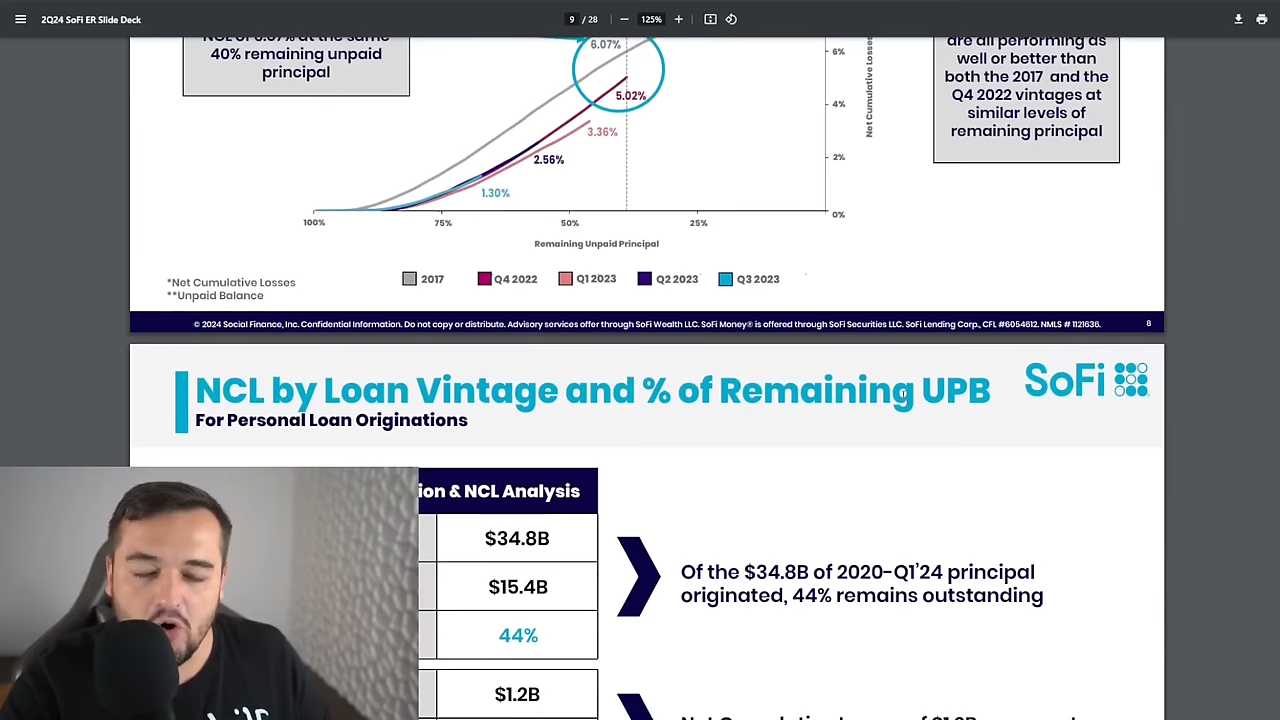 2Q24 SoFi ER Slide Deck
9 / 28
125%
40% remaining unpaid
principal
are all performing as
well or better than
both the 2017 and the
Q4 2022 vintages at
similar levels of
remaining principal
6.07%
5.02%
3.36%
2.56%
1.30%
6%
4%
2%
0%
Net Cumulative Losses
100%
75%
50%
25%
Remaining Unpaid Principal
2017
Q4 2022
Q1 2023
Q2 2023
Q3 2023
*Net Cumulative Losses
**Unpaid Balance
© 2024 Social Finance, Inc. Confidential Information. Do not copy or distribute. Advisory services offer through SoFi Wealth LLC. SoFi Money® is offered through SoFi Securities LLC. SoFi Lending Corp., CFL #6054612. NMLS # 1121636.
8
NCL by Loan Vintage and % of Remaining UPB
SoFi
For Personal Loan Originations
ion & NCL Analysis
$34.8B
$15.4B
44%
$1.2B
Of the $34.8B of 2020-Q1'24 principal
originated, 44% remains outstanding